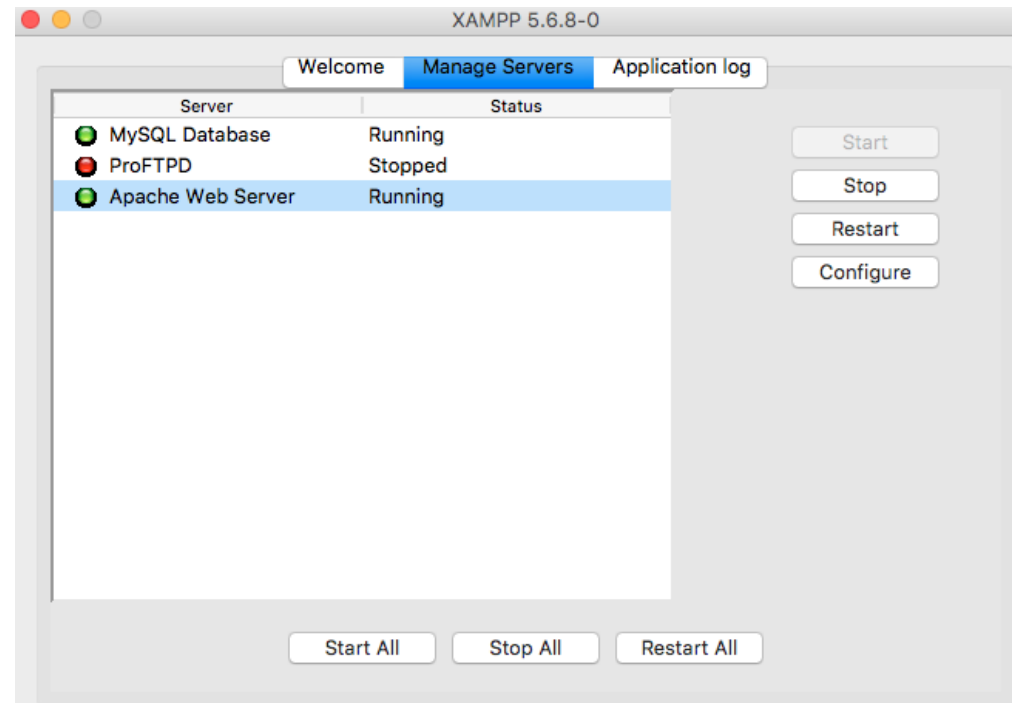 XAMPP 5.6.8-0
Welcome Manage Servers Application log
Server Status
MySQL Database Running
ProFTPD Stopped
Apache Web Server Running
Start
Stop
Restart
Configure
Start All Stop All Restart All